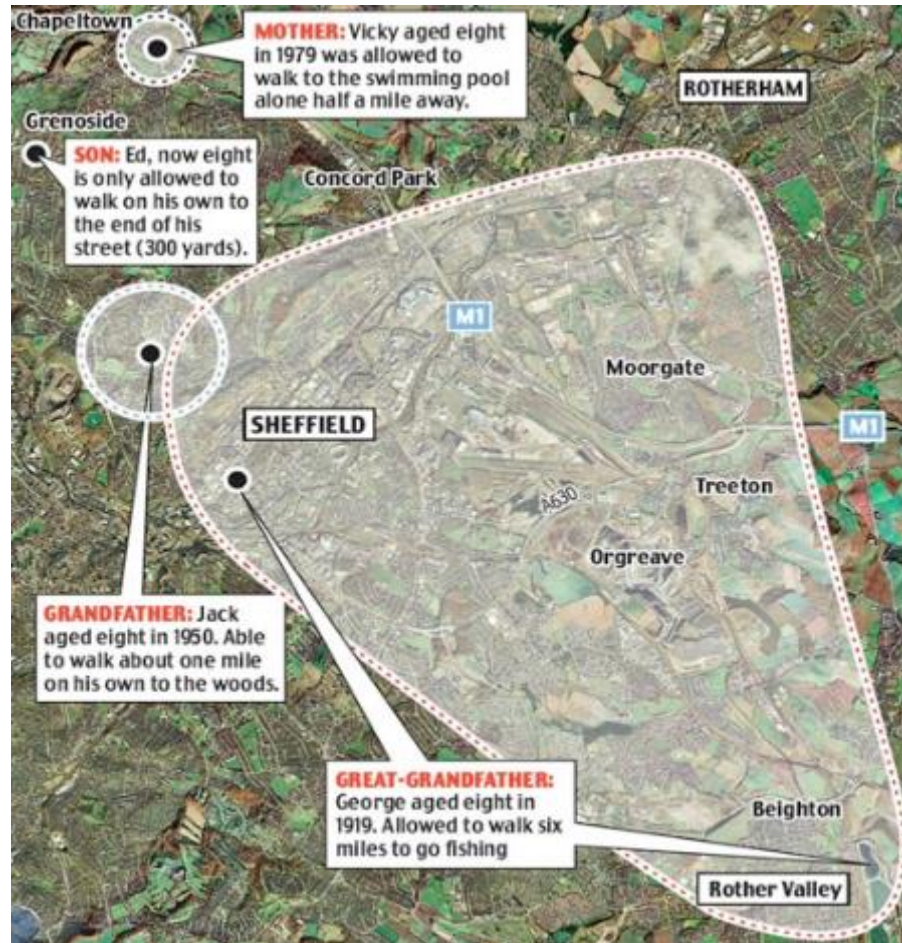 Chapeltown
MOTHER: Vicky aged eight
in 1979 was allowed to
walk to the swimming pool
alone half a mile away.
ROTHERHAM
Grenoside
SON: Ed, now eight
is only allowed to
walk on his own to
the end of his
street (300 yards).
Concord Park
M1
Moorgate
SHEFFIELD
M1
Treeton
A630
Orgreave
GRANDFATHER: Jack
aged eight in 1950. Able
to walk about one mile
on his own to the woods.
GREAT-GRANDFATHER:
George aged eight in
1919. Allowed to walk six
miles to go fishing
Beighton
Rother Valley